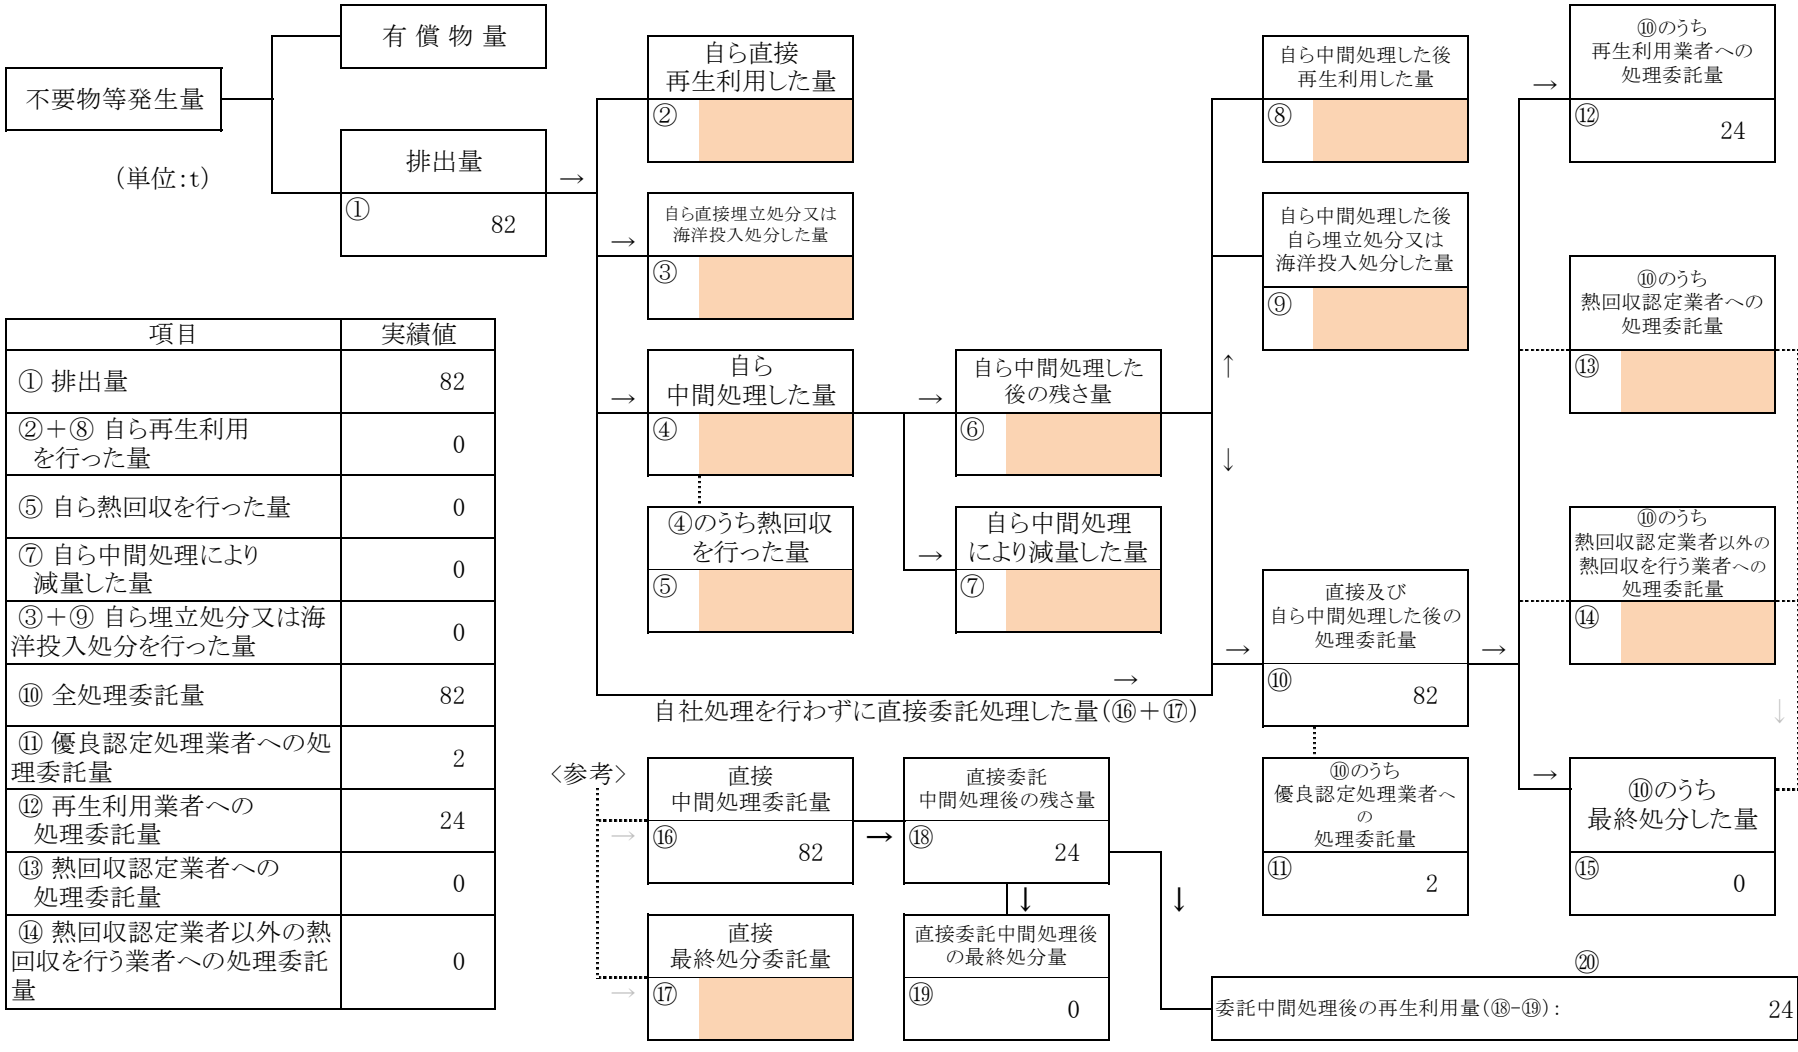 有償物量
不要物等発生量
(単位:t)
排出量
①
82
→
自ら直接
再生利用した量
②
→
自ら直接埋立処分又は
海洋投入処分した量
③
→
自ら
中間処理した量
④
④のうち熱回収
を行った量
⑤
→
自ら中間処理した
後の残さ量
⑥
→
自ら中間処理
により減量した量
⑦
自ら中間処理した後
再生利用した量
⑧
自ら中間処理した後
自ら埋立処分又は
海洋投入処分した量
⑨
↑
↓
→
自社処理を行わずに直接委託処理した量(⑯+⑰)
→
直接及び
自ら中間処理した後の
処理委託量
⑩
82
→
⑩のうち
優良認定処理業者へ
の
処理委託量
⑪
2
→
⑩のうち
再生利用業者への
処理委託量
⑫
24
⑩のうち
熱回収認定業者への
処理委託量
⑬
⑩のうち
熱回収認定業者以外の
熱回収を行う業者への
処理委託量
⑭
↓
→
⑩のうち
最終処分した量
⑮
0
項目
実績値
① 排出量
82
②+⑧ 自ら再生利用
を行った量
0
⑤ 自ら熱回収を行った量
0
⑦ 自ら中間処理により
減量した量
0
③+⑨ 自ら埋立処分又は海
洋投入処分を行った量
0
⑩ 全処理委託量
82
⑪ 優良認定処理業者への処
理委託量
2
⑫ 再生利用業者への
処理委託量
24
⑬ 熱回収認定業者への
処理委託量
0
⑭ 熱回収認定業者以外の熱
回収を行う業者への処理委託
量
0
<参考>
→
直接
中間処理委託量
⑯
82
→
直接委託
中間処理後の残さ量
⑱
24
↓
↓
→
直接
最終処分委託量
⑰
直接委託中間処理後
の最終処分量
⑲
0
⑳
委託中間処理後の再生利用量(⑱-⑲):
24